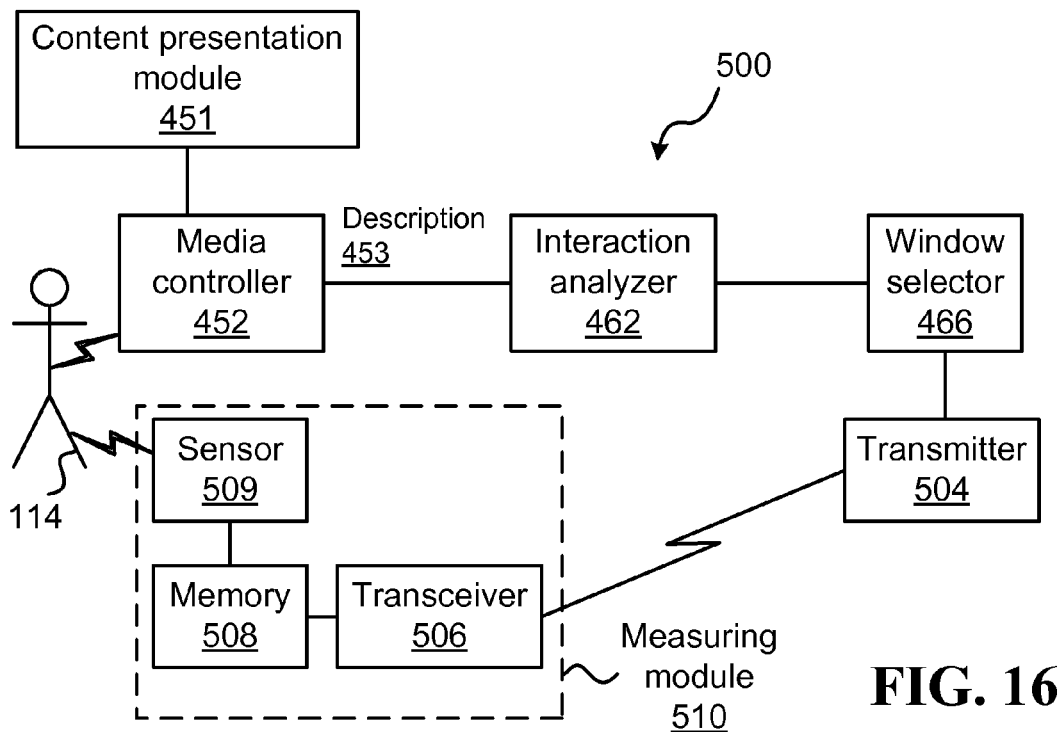 Content presentation
module
451
500
Media
controller
452
Description
453
Interaction
analyzer
462
Window
selector
466
Sensor
509
Transmitter
504
114
Memory
508
Transceiver
506
Measuring
module
510
FIG. 16